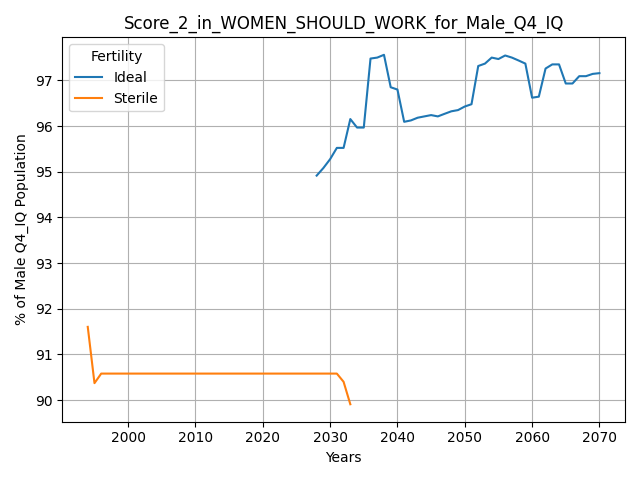 Score_2_in_WOMEN_SHOULD_WORK_for_Male_Q4_IQ
Fertility
Ideal
Sterile
% of Male Q4_IQ Population
97
96
95
94
93
92
91
90
2000 2010 2020 2030 2040 2050 2060 2070
Years